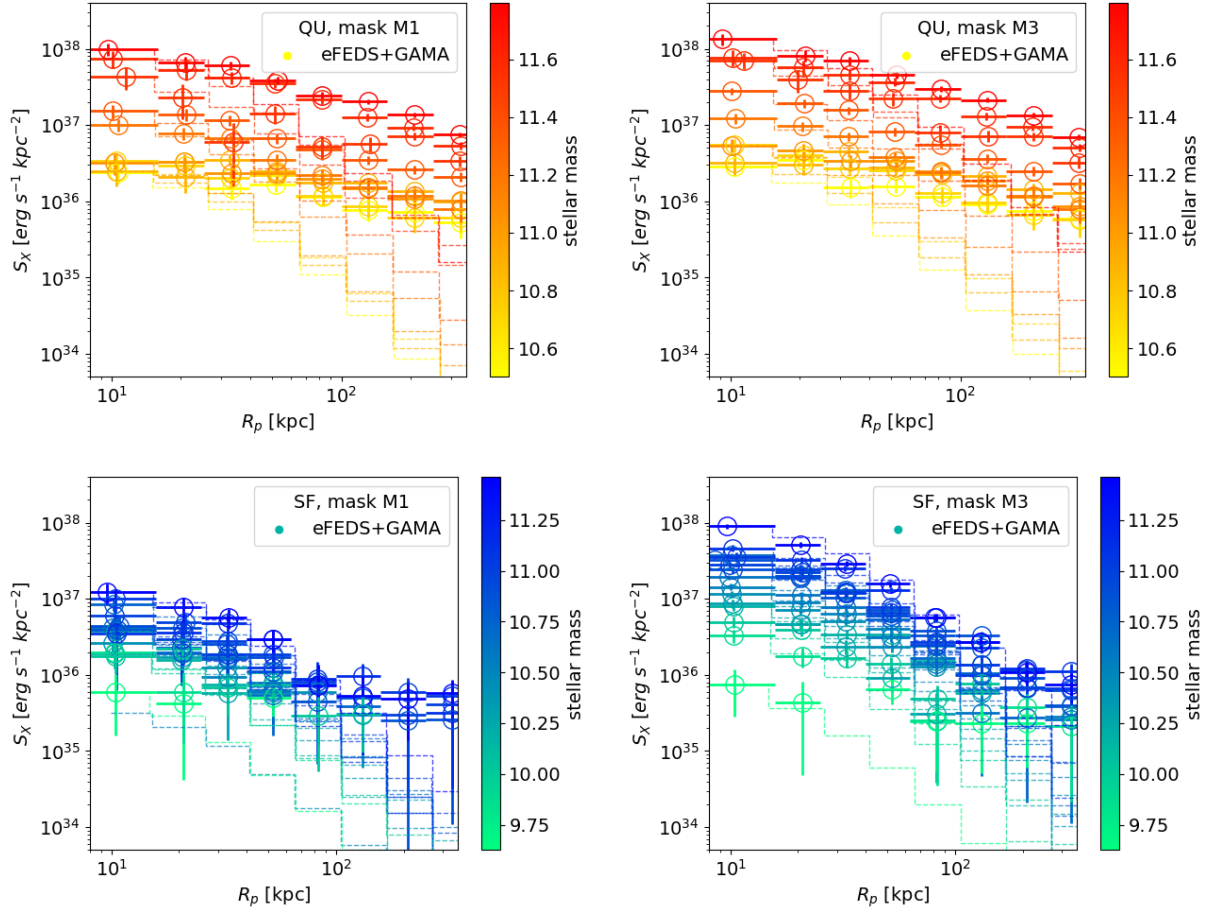 QU, mask M1
eFEDS+GAMA
10^38
10^37
10^36
10^35
10^34
S_X [erg s^−1 kpc^−2]
10^1
10^2
R_p [kpc]
11.6
11.4
11.2
11.0
10.8
10.6
stellar mass
QU, mask M3
eFEDS+GAMA
10^38
10^37
10^36
10^35
10^34
S_X [erg s^−1 kpc^−2]
10^1
10^2
R_p [kpc]
11.6
11.4
11.2
11.0
10.8
10.6
stellar mass
SF, mask M1
eFEDS+GAMA
10^38
10^37
10^36
10^35
10^34
S_X [erg s^−1 kpc^−2]
10^1
10^2
R_p [kpc]
11.25
11.00
10.75
10.50
10.25
10.00
9.75
stellar mass
SF, mask M3
eFEDS+GAMA
10^38
10^37
10^36
10^35
10^34
S_X [erg s^−1 kpc^−2]
10^1
10^2
R_p [kpc]
11.25
11.00
10.75
10.50
10.25
10.00
9.75
stellar mass